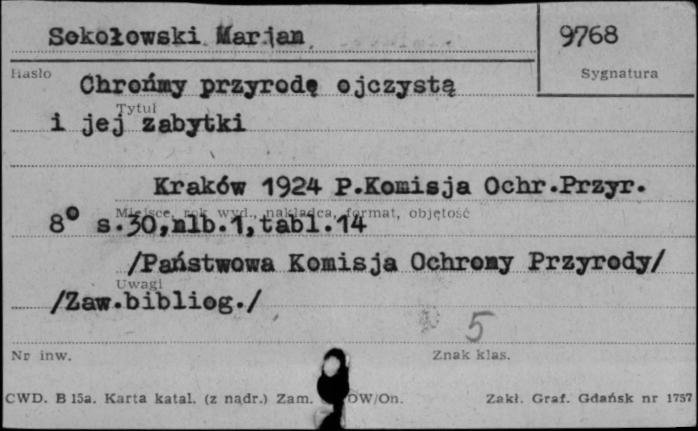 Sokołowski Marjan
9768
Hasło
Sygnatura
Chrońmy przyrodę ojczystą
Tytuł
i jej zabytki
Kraków 1924 P.Komisja Ochr.Przyr.
Miejsce, rok wyd., nakładca, format, objętość
8° s.30,nlb.1,tabl.14
/Państwowa Komisja Ochrony Przyrody/
Uwagi
/Zaw.bibliog./
5
Nr inw.
Znak klas.
CWD. B 15a. Karta katal. (z nadr.) Zam. DW/On.
Zakł. Graf. Gdańsk nr 1757